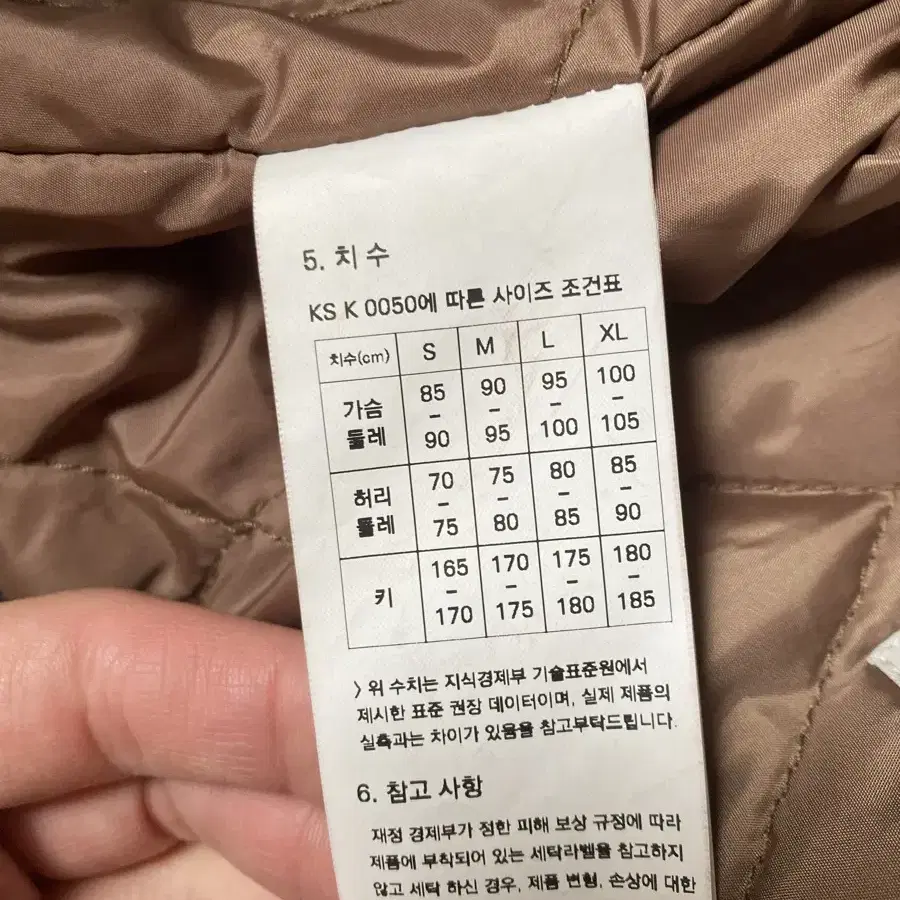 5. 치 수
KS K 0050에 따른 사이즈 조건표
치수(cm) S M L XL
가슴 둘레 85 - 90 90 - 95 95 - 100 100 - 105
허리 둘레 70 - 75 75 - 80 80 - 85 85 - 90
키 165 - 170 170 - 175 175 - 180 180 - 185
> 위 수치는 지식경제부 기술표준원에서
제시한 표준 권장 데이터이며, 실제 제품의
실측과는 차이가 있음을 참고부탁드립니다.
6. 참고 사항
재정 경제부가 정한 피해 보상 규정에 따라
제품에 부착되어 있는 세탁라벨을 참고하지
않고 세탁 하신 경우, 제품 변형, 손상에 대한